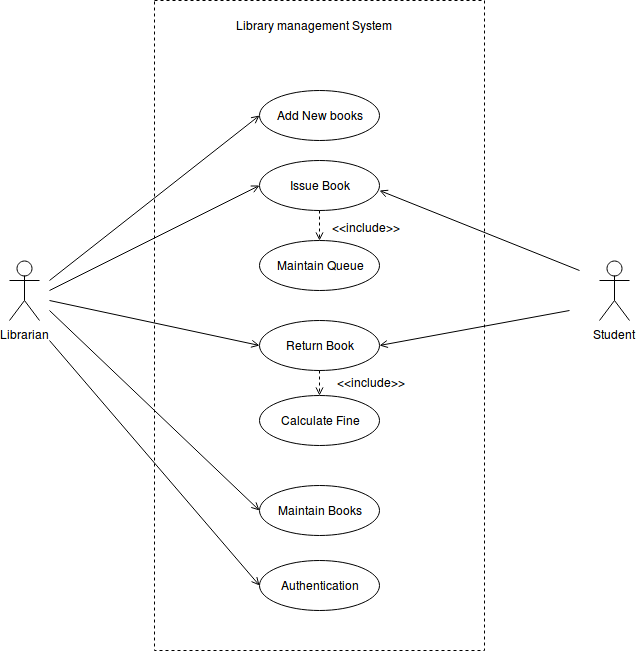 Library management System
Add New books
Issue Book
<<include>>
Maintain Queue
Librarian
Student
Return Book
<<include>>
Calculate Fine
Maintain Books
Authentication